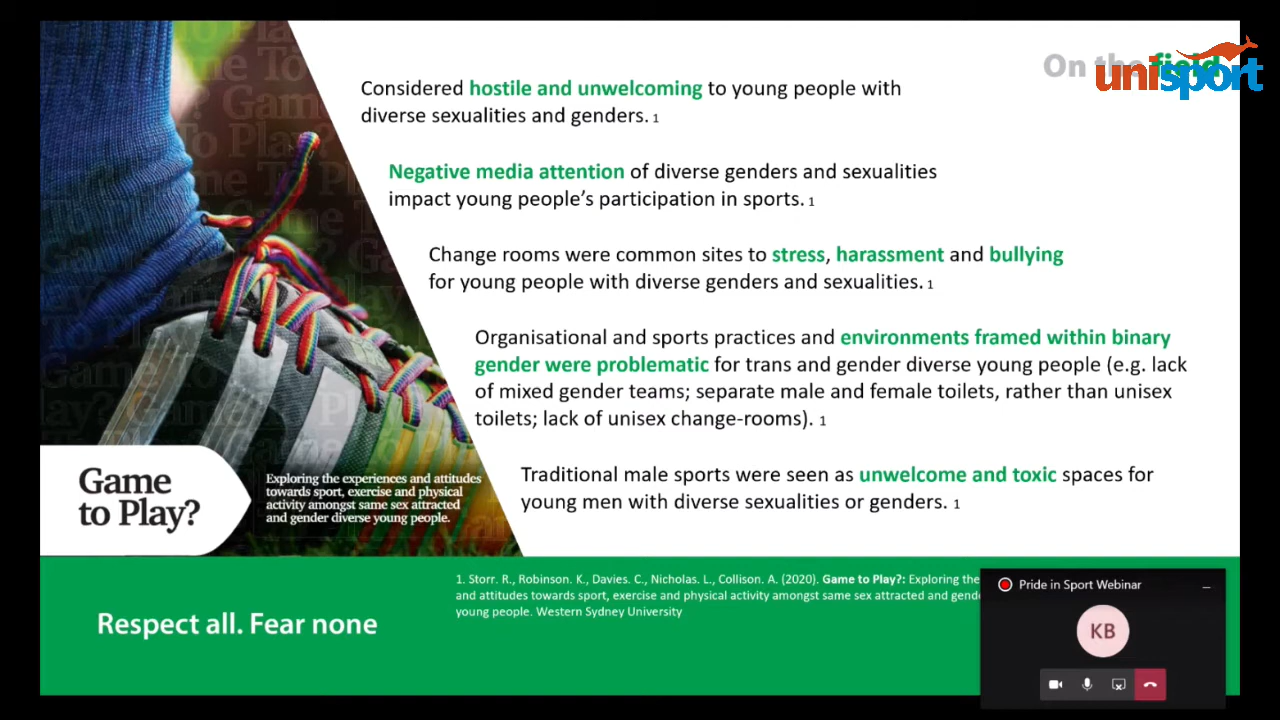 On the field
unisport
Considered hostile and unwelcoming to young people with
diverse sexualities and genders. 1
Negative media attention of diverse genders and sexualities
impact young people's participation in sports. 1
Change rooms were common sites to stress, harassment and bullying
for young people with diverse genders and sexualities. 1
Organisational and sports practices and environments framed within binary
gender were problematic for trans and gender diverse young people (e.g. lack
of mixed gender teams; separate male and female toilets, rather than unisex
toilets; lack of unisex change-rooms). 1
Traditional male sports were seen as unwelcome and toxic spaces for
young men with diverse sexualities or genders. 1
Game
to Play?
Exploring the experiences and attitudes
towards sport, exercise and physical
activity amongst same sex attracted
and gender diverse young people.
Respect all. Fear none
1. Storr. R., Robinson. K., Davies. C., Nicholas. L., Collison. A. (2020). Game to Play?: Exploring the
and attitudes towards sport, exercise and physical activity amongst same sex attracted and
young people. Western Sydney University
Pride in Sport Webinar
KB